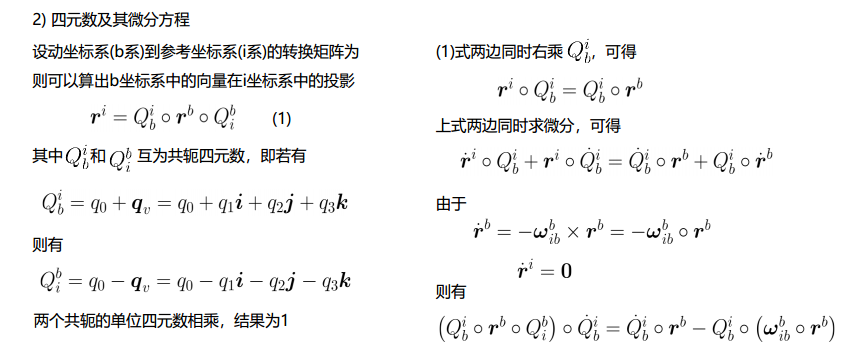 2) 四元数及其微分方程
设动坐标系(b系)到参考坐标系(i系)的转换矩阵为
则可以算出b坐标系中的向量在i坐标系中的投影
$\boldsymbol{r}^i = Q_b^i \circ \boldsymbol{r}^b \circ Q_i^b$ (1)
其中 $Q_b^i$ 和 $Q_i^b$ 互为共轭四元数，即若有
$Q_b^i = q_0 + \boldsymbol{q}_v = q_0 + q_1\boldsymbol{i} + q_2\boldsymbol{j} + q_3\boldsymbol{k}$
则有
$Q_i^b = q_0 - \boldsymbol{q}_v = q_0 - q_1\boldsymbol{i} - q_2\boldsymbol{j} - q_3\boldsymbol{k}$
两个共轭的单位四元数相乘，结果为1
(1)式两边同时右乘 $Q_b^i$，可得
$\boldsymbol{r}^i \circ Q_b^i = Q_b^i \circ \boldsymbol{r}^b$
上式两边同时求微分，可得
$\dot{\boldsymbol{r}}^i \circ Q_b^i + \boldsymbol{r}^i \circ \dot{Q}_b^i = \dot{Q}_b^i \circ \boldsymbol{r}^b + Q_b^i \circ \dot{\boldsymbol{r}}^b$
由于
$\dot{\boldsymbol{r}}^b = -\boldsymbol{\omega}_{ib}^b \times \boldsymbol{r}^b = -\boldsymbol{\omega}_{ib}^b \circ \boldsymbol{r}^b$
$\dot{\boldsymbol{r}}^i = \boldsymbol{0}$
则有
$\left(Q_b^i \circ \boldsymbol{r}^b \circ Q_i^b\right) \circ \dot{Q}_b^i = \dot{Q}_b^i \circ \boldsymbol{r}^b - Q_b^i \circ \left(\boldsymbol{\omega}_{ib}^b \circ \boldsymbol{r}^b\right)$